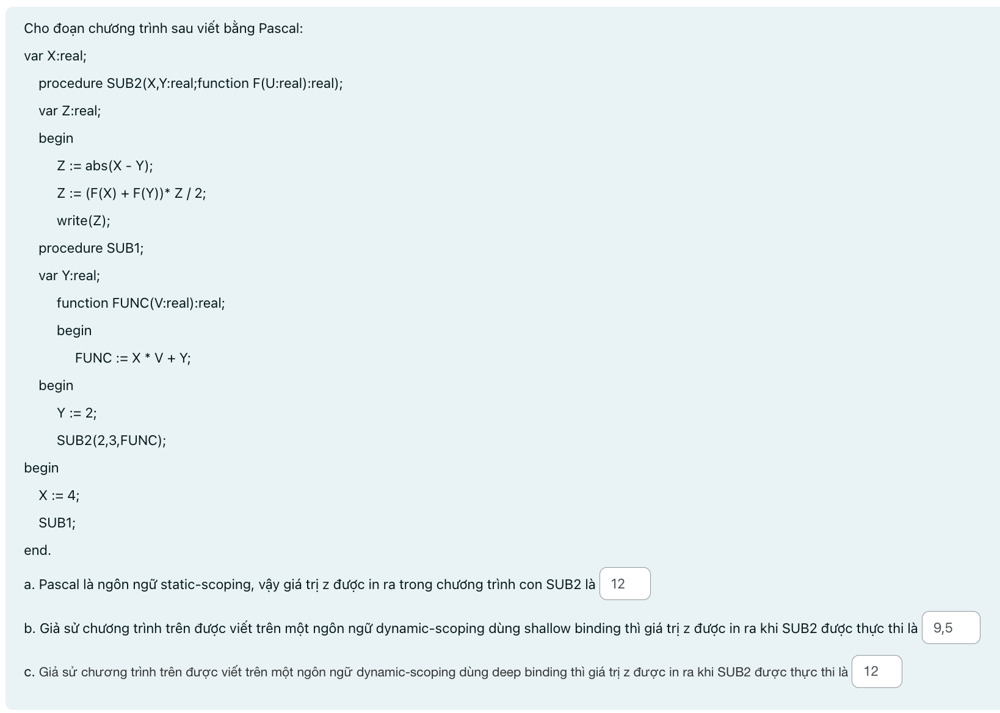 Cho đoạn chương trình sau viết bằng Pascal:
var X:real;
procedure SUB2(X,Y:real;function F(U:real):real);
var Z:real;
begin
Z := abs(X - Y);
Z := (F(X) + F(Y))* Z / 2;
write(Z);
procedure SUB1;
var Y:real;
function FUNC(V:real):real;
begin
FUNC := X * V + Y;
begin
Y := 2;
SUB2(2,3,FUNC);
begin
X := 4;
SUB1;
end.
a. Pascal là ngôn ngữ static-scoping, vậy giá trị z được in ra trong chương trình con SUB2 là 12
b. Giả sử chương trình trên được viết trên một ngôn ngữ dynamic-scoping dùng shallow binding thì giá trị z được in ra khi SUB2 được thực thi là 9,5
c. Giả sử chương trình trên được viết trên một ngôn ngữ dynamic-scoping dùng deep binding thì giá trị z được in ra khi SUB2 được thực thi là 12